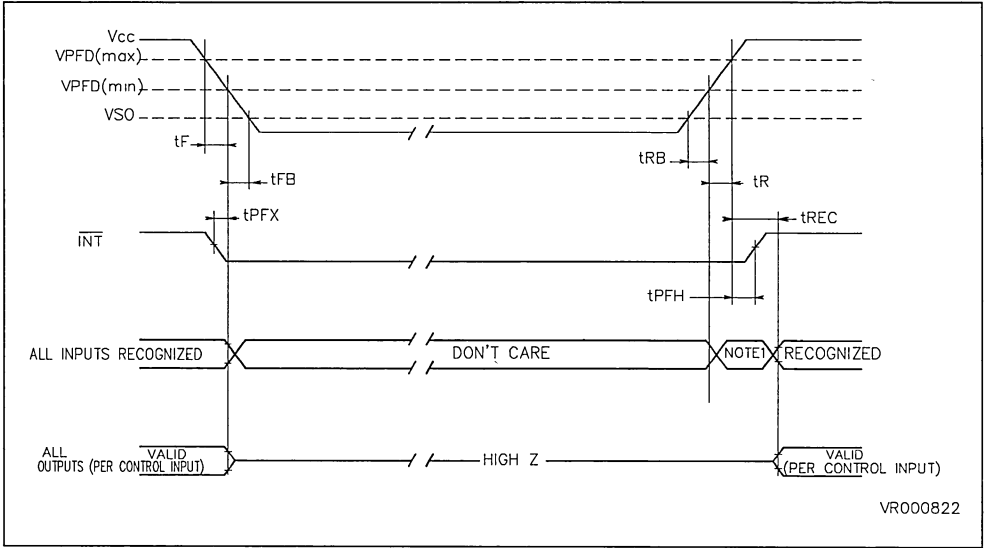 Vcc
VPFD(max)
VPFD(min)
VSO
tF
tFB
tRB
tR
tPFX
tREC
INT
tPFH
ALL INPUTS RECOGNIZED
DON'T CARE
NOTE1
RECOGNIZED
ALL
VALID
OUTPUTS (PER CONTROL INPUT)
HIGH Z
VALID
(PER CONTROL INPUT)
VR000822